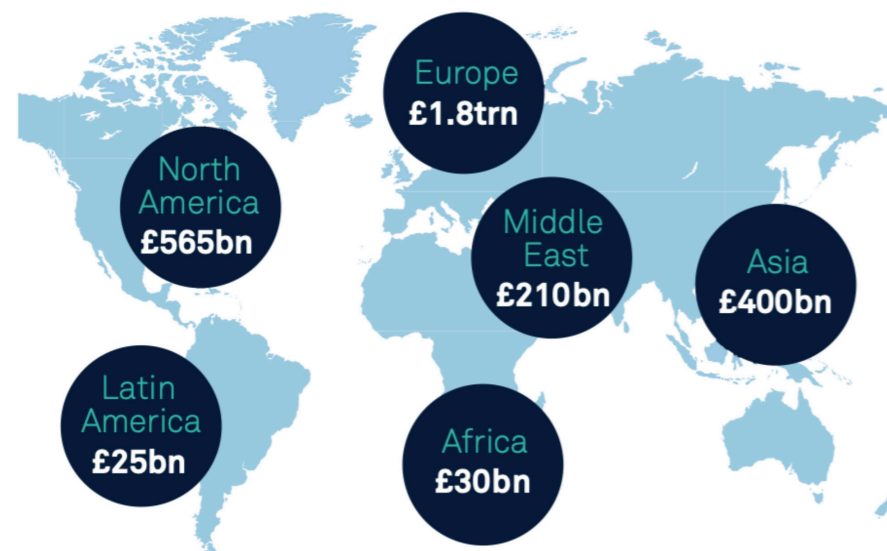 Europe
£1.8trn
North
America
£565bn
Middle
East
£210bn
Asia
£400bn
Latin
America
£25bn
Africa
£30bn